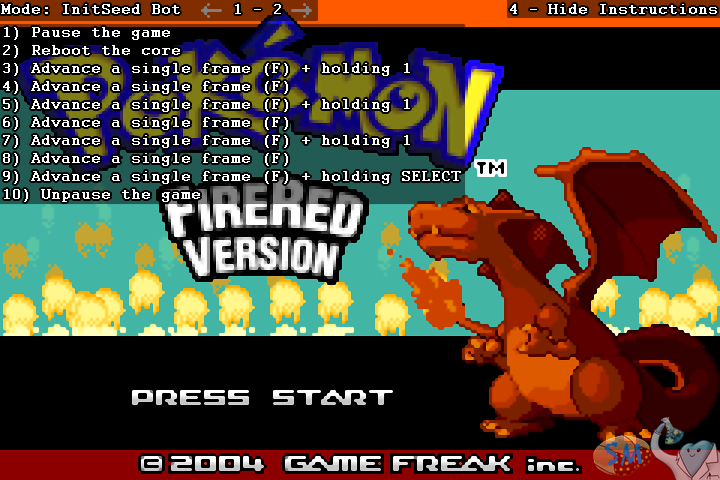 Mode: InitSeed Bot ← 1 - 2 →
4 - Hide Instructions
1) Pause the game
2) Reboot the core
3) Advance a single frame (F) + holding 1
4) Advance a single frame (F)
5) Advance a single frame (F) + holding 1
6) Advance a single frame (F)
7) Advance a single frame (F) + holding 1
8) Advance a single frame (F)
9) Advance a single frame (F) + holding SELECT
10) Unpause the game
POKéMON
TM
FIRERED
VERSION
PRESS START
©2004 GAME FREAK inc.
SM